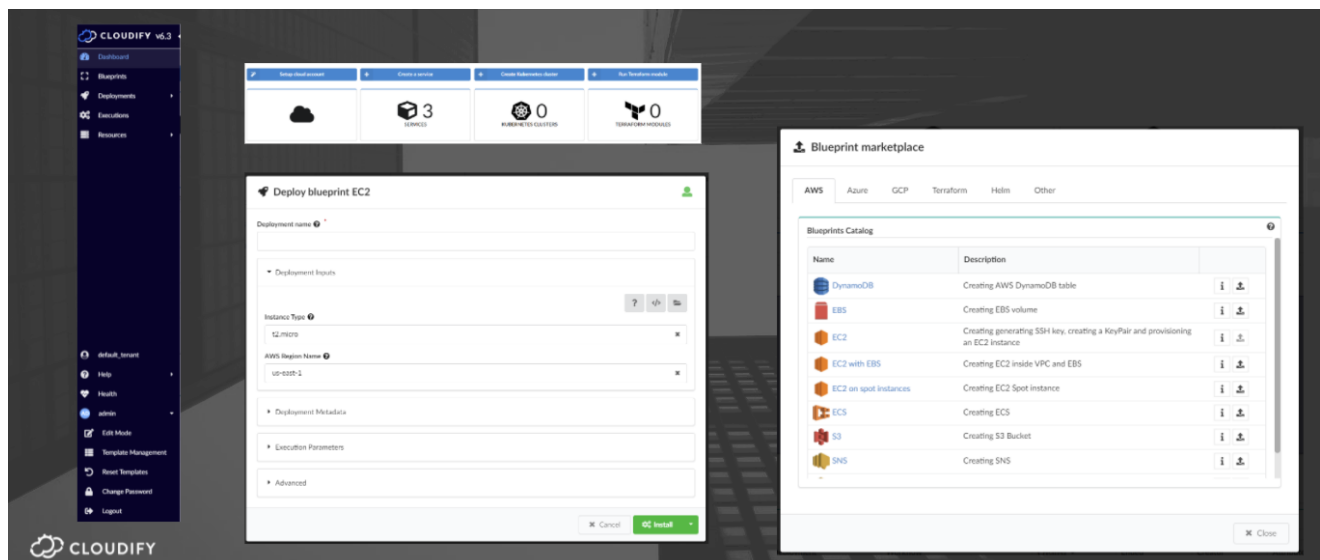 CLOUDIFY v6.3
Dashboard
Blueprints
Deployments
Executions
Resources
default_tenant
Help
Health
admin
Edit Mode
Template Management
Reset Templates
Change Password
Logout
CLOUDIFY
Setup cloud account
Create a service
Create Kubernetes cluster
Run Terraform module
3
SERVICES
0
KUBERNETES CLUSTERS
0
TERRAFORM MODULES
Deploy blueprint EC2
Deployment name *
Deployment Inputs
Instance Type
t2.micro
AWS Region Name
us-east-1
Deployment Metadata
Execution Parameters
Advanced
Cancel
Install
Blueprint marketplace
AWS Azure GCP Terraform Helm Other
Blueprints Catalog
Name Description
DynamoDB Creating AWS DynamoDB table
EBS Creating EBS volume
EC2 Creating generating SSH key, creating a KeyPair and provisioning
an EC2 instance
EC2 with EBS Creating EC2 inside VPC and EBS
EC2 on spot instances Creating EC2 Spot instance
ECS Creating ECS
S3 Creating S3 Bucket
SNS Creating SNS
Close